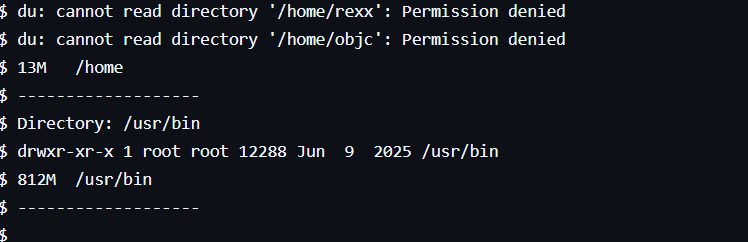 $ du: cannot read directory '/home/rexx': Permission denied
$ du: cannot read directory '/home/objc': Permission denied
$ 13M   /home
$ -------------------
$ Directory: /usr/bin
$ drwxr-xr-x 1 root root 12288 Jun  9  2025 /usr/bin
$ 812M  /usr/bin
$ -------------------
$